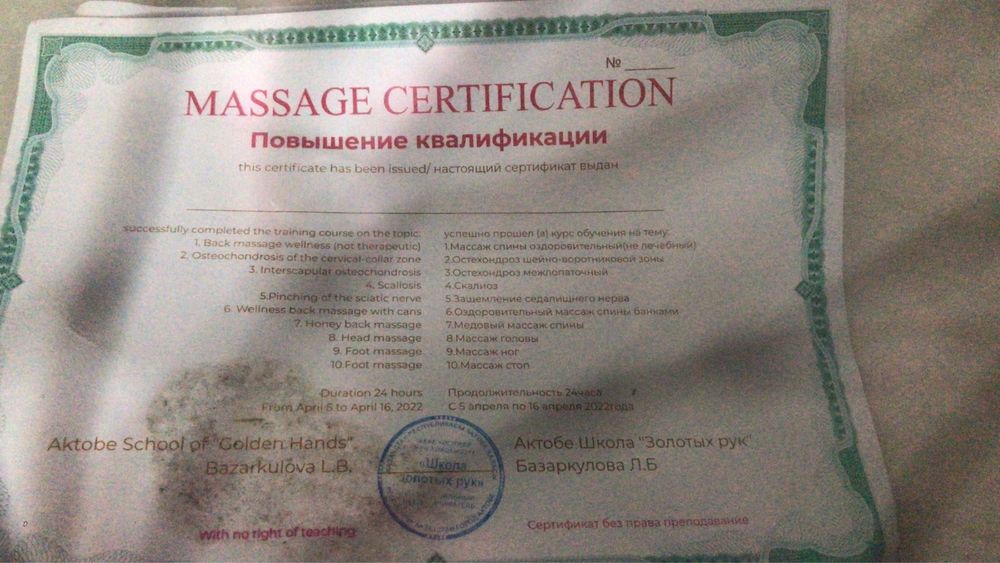 №
MASSAGE CERTIFICATION
Повышение квалификации
this certificate has been issued/ настоящий сертификат выдан
successfully completed the training course on the topic:
1. Back massage wellness (not therapeutic)
2. Osteochondrosis of the cervical-collar zone
3. Interscapular osteochondrosis
4. Scallosis
5.Pinching of the sciatic nerve
6. Wellness back massage with cans
7. Honey back massage
8. Head massage
9. Foot massage
10.Foot massage
Duration 24 hours
From April 5 to April 16, 2022
успешно прошел (а) курс обучения на тему:
1.Массаж спины оздоровительный(не лечебный)
2.Остехондроз шейно-воротниковой зоны
3.Остехондроз межлопаточный
4.Скалиоз
5.Защемление седалищного нерва
6.Оздоровительный массаж спины банками
7.Медовый массаж спины
8.Массаж головы
9.Массаж ног
10.Массаж стоп
Продолжительность 24часа
С 5 апреля по 16 апреля 2022года
Aktobe School of "Golden Hands"
Bazarkulova L.B.
«Школа
золотых рук»
Актобе Школа "Золотых рук"
Базаркулова Л.Б
With no right of teaching
Сертификат без права преподавание